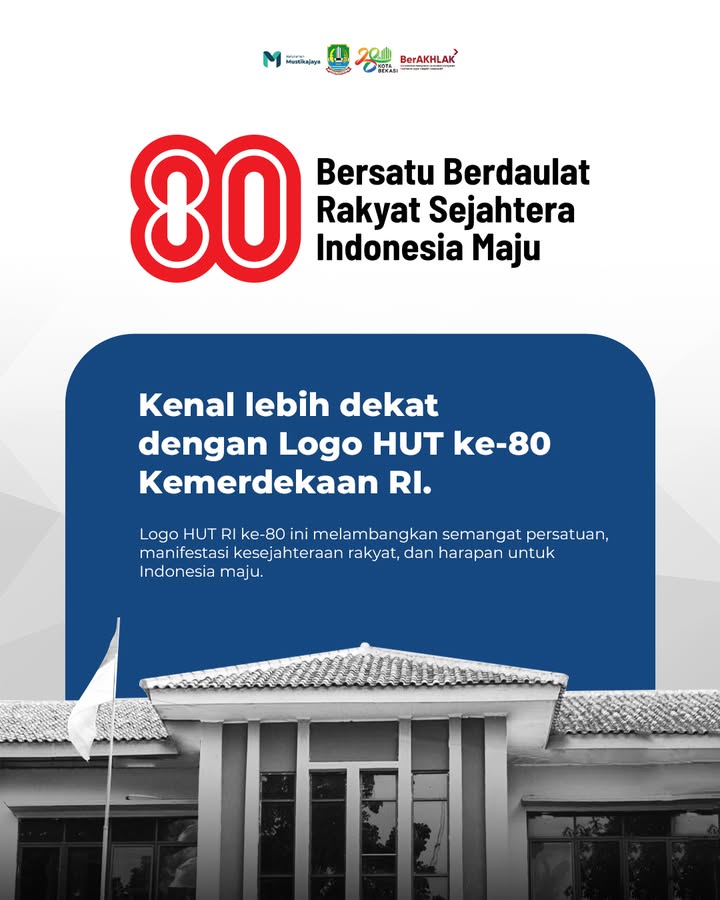 Kelurahan
Mustikajaya
28
KOTA
BEKASI
BerAKHLAK
80
Bersatu Berdaulat
Rakyat Sejahtera
Indonesia Maju
Kenal lebih dekat
dengan Logo HUT ke-80
Kemerdekaan RI.
Logo HUT RI ke-80 ini melambangkan semangat persatuan,
manifestasi kesejahteraan rakyat, dan harapan untuk
Indonesia maju.